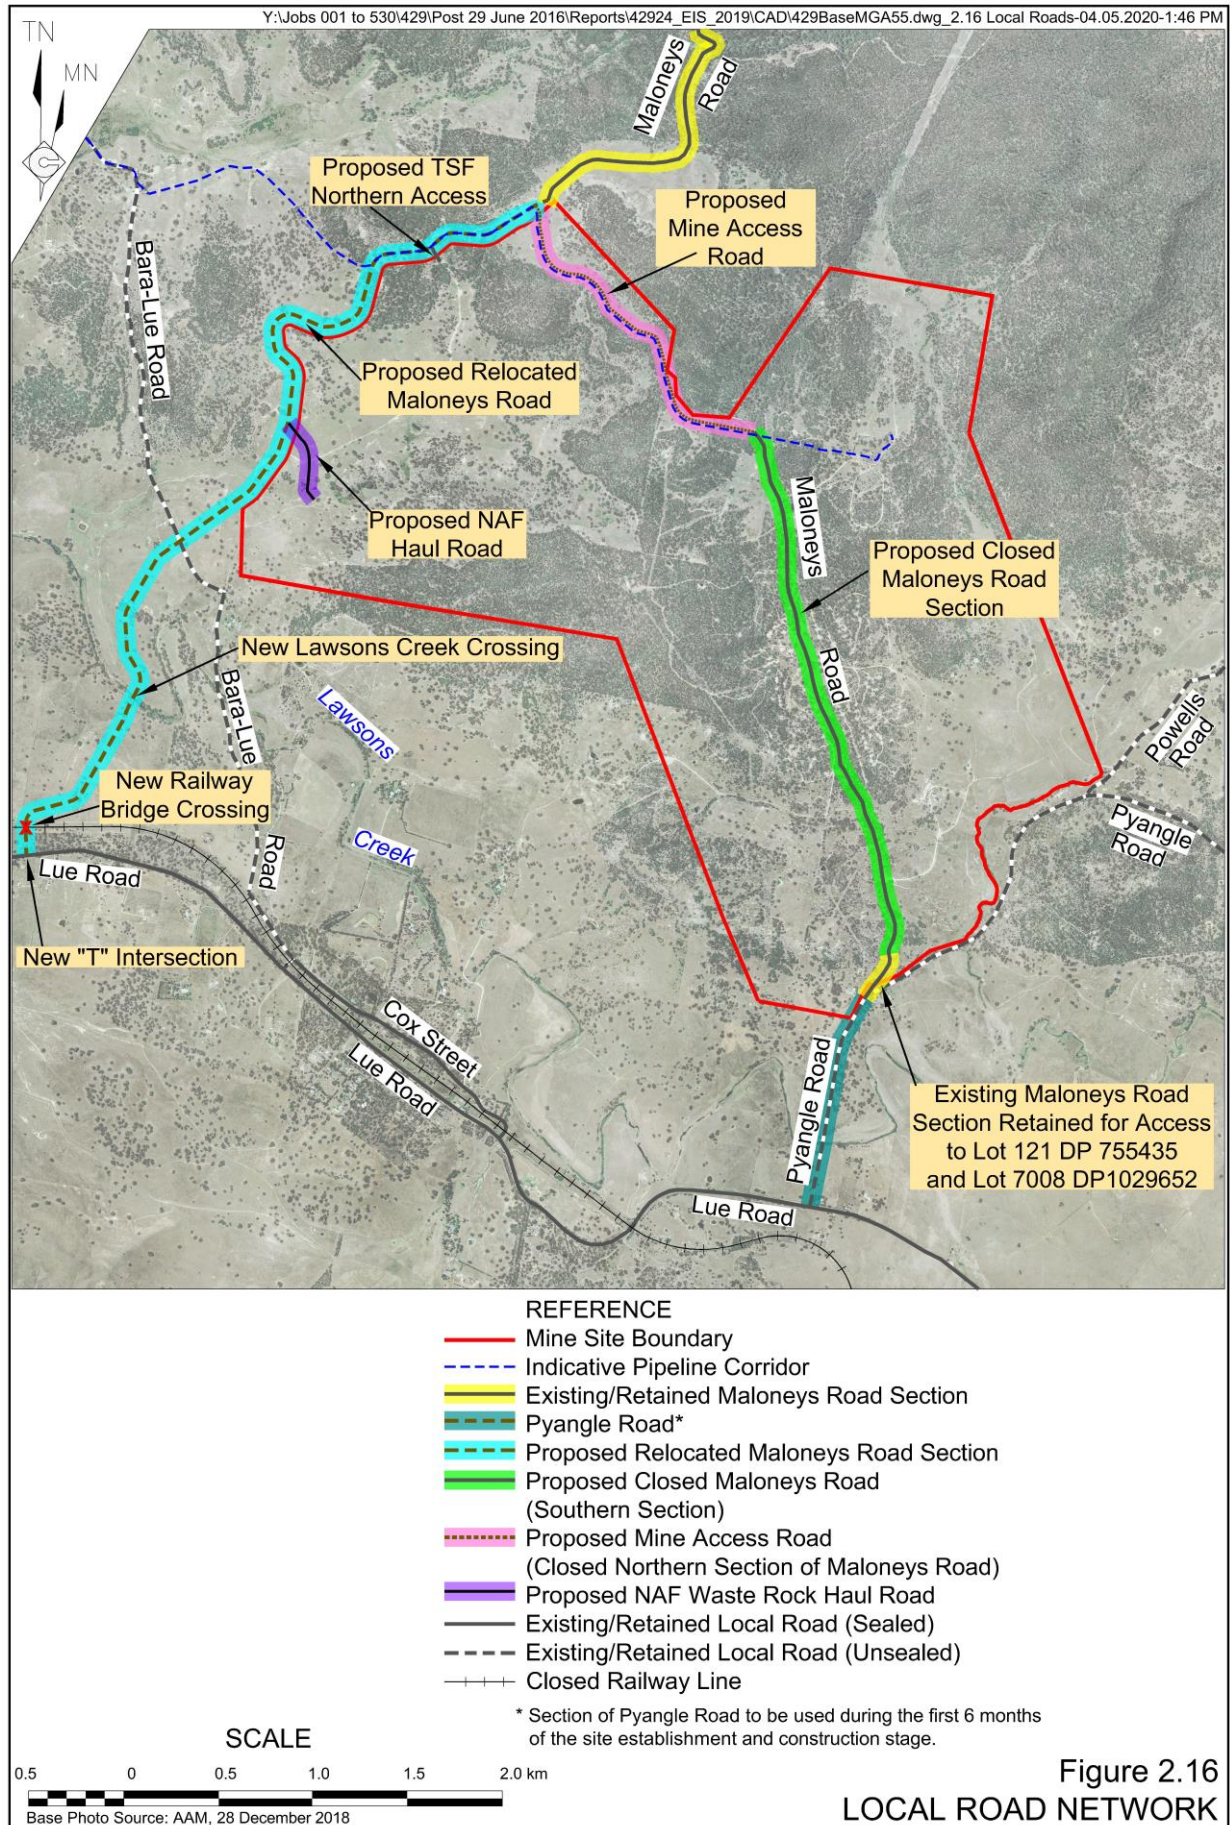 Y:\Jobs 001 to 530\429\Post 29 June 2016\Reports\42924_EIS_2019\CAD\429BaseMGA55.dwg_2.16 Local Roads-04.05.2020-1:46 PM
TN
MN
Maloneys
Road
Proposed TSF
Northern Access
Proposed
Mine Access
Road
Bara-Lue Road
Proposed Relocated
Maloneys Road
Proposed NAF
Haul Road
Maloneys
Road
Proposed Closed
Maloneys Road
Section
New Lawsons Creek Crossing
Bara-Lue
Road
Lawsons
Creek
Powells
Road
Pyangle
Road
New Railway
Bridge Crossing
Lue Road
New "T" Intersection
Cox Street
Lue Road
Pyangle Road
Existing Maloneys Road
Section Retained for Access
to Lot 121 DP 755435
and Lot 7008 DP1029652
Lue Road
REFERENCE
Mine Site Boundary
Indicative Pipeline Corridor
Existing/Retained Maloneys Road Section
Pyangle Road*
Proposed Relocated Maloneys Road Section
Proposed Closed Maloneys Road
(Southern Section)
Proposed Mine Access Road
(Closed Northern Section of Maloneys Road)
Proposed NAF Waste Rock Haul Road
Existing/Retained Local Road (Sealed)
Existing/Retained Local Road (Unsealed)
Closed Railway Line
* Section of Pyangle Road to be used during the first 6 months
of the site establishment and construction stage.
SCALE
0.5 0 0.5 1.0 1.5 2.0 km
Base Photo Source: AAM, 28 December 2018
Figure 2.16
LOCAL ROAD NETWORK